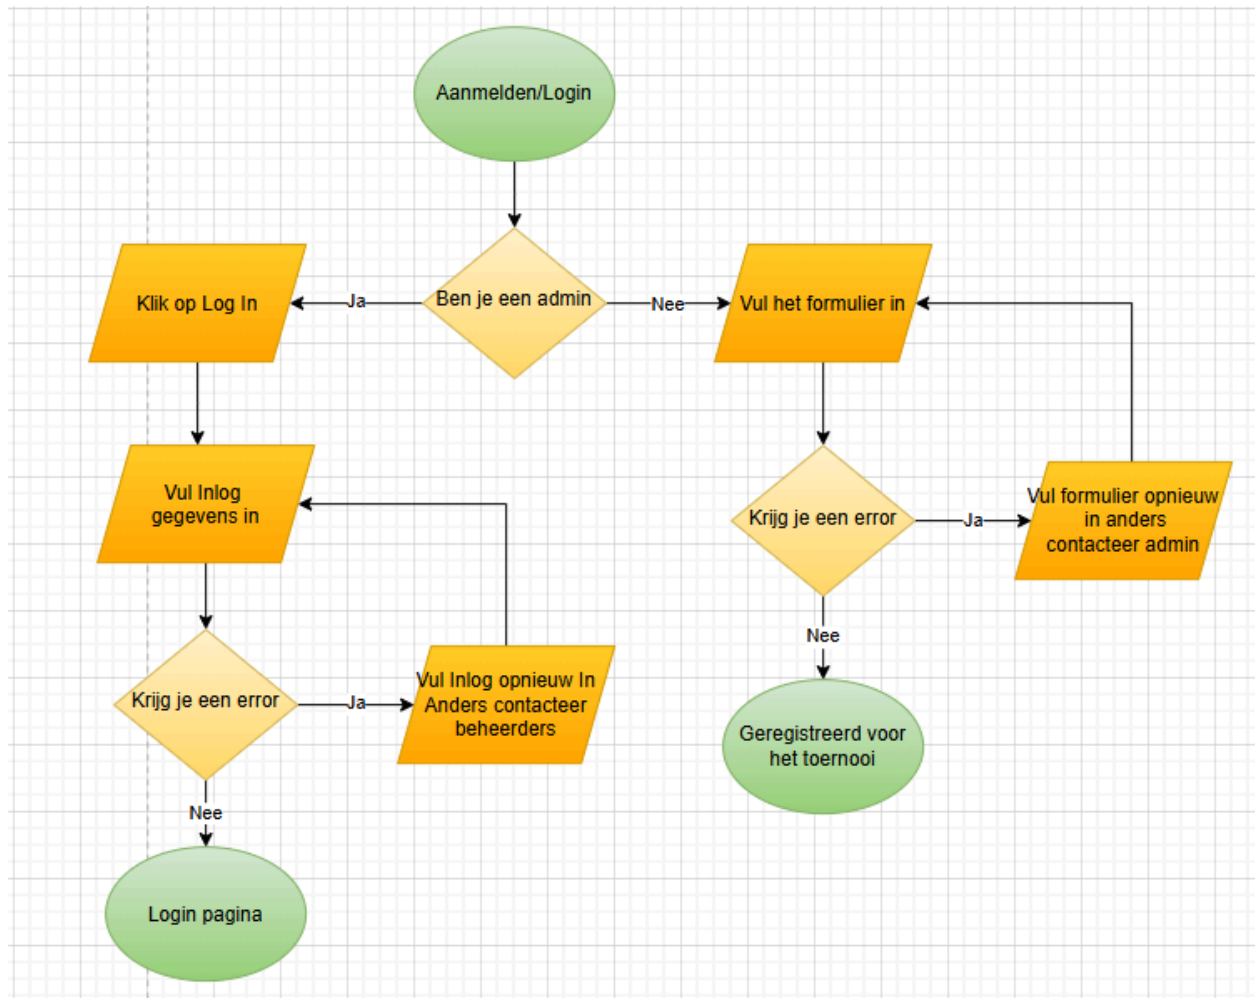 Aanmelden/Login
Klik op Log In
Ja
Ben je een admin
Nee
Vul het formulier in
Vul Inlog
gegevens in
Krijg je een error
Ja
Vul formulier opnieuw
in anders
contacteer admin
Nee
Krijg je een error
Ja
Vul Inlog opnieuw In
Anders contacteer
beheerders
Geregistreerd voor
het toernooi
Nee
Login pagina